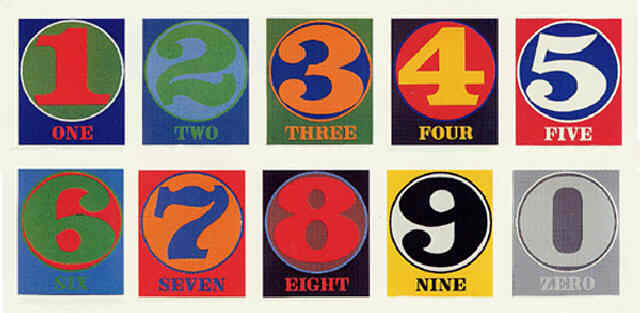 1 2 3 4 5
ONE TWO THREE FOUR FIVE
6 7 8 9 0
SIX SEVEN EIGHT NINE ZERO